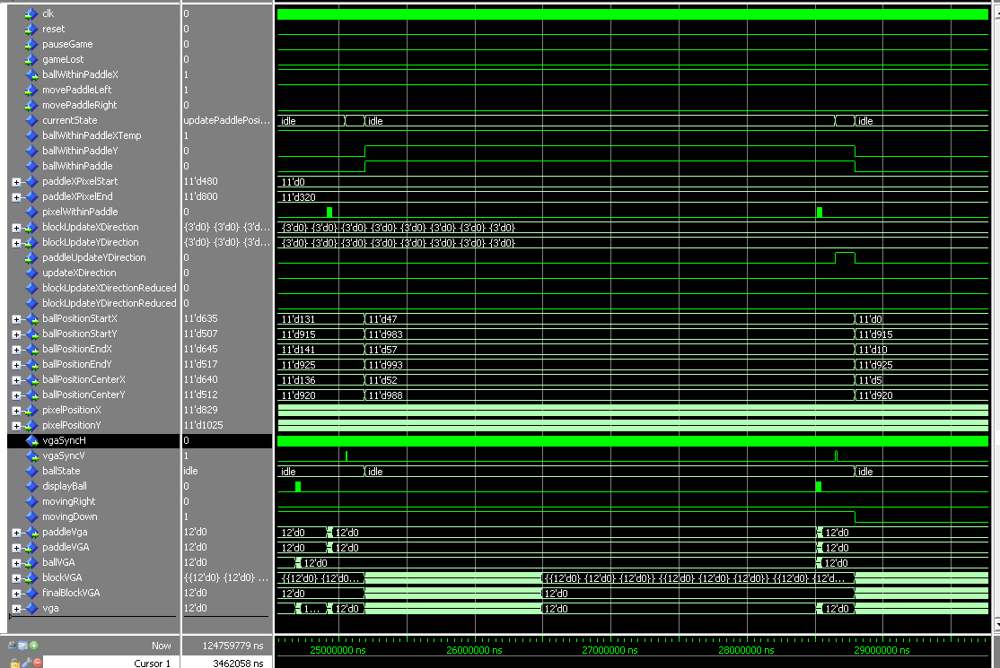 clk 0
reset 0
pauseGame 0
gameLost 0
ballWithinPaddleX 1
movePaddleLeft 1
movePaddleRight 0
currentState updatePaddlePosi... idle idle idle
ballWithinPaddleXTemp 1
ballWithinPaddleY 0
ballWithinPaddle 0
paddleXPixelStart 11'd480 11'd0
paddleXPixelEnd 11'd800 11'd320
pixelWithinPaddle 0
blockUpdateXDirection {3'd0} {3'd0} {3'd... {3'd0} {3'd0} {3'd0} {3'd0} {3'd0} {3'd0} {3'd0} {3'd0}
blockUpdateYDirection {3'd0} {3'd0} {3'd... {3'd0} {3'd0} {3'd0} {3'd0} {3'd0} {3'd0} {3'd0} {3'd0}
paddleUpdateYDirection 0
updateXDirection 0
blockUpdateXDirectionReduced 0
blockUpdateYDirectionReduced 0
ballPositionStartX 11'd635 11'd131 11'd47 11'd0
ballPositionStartY 11'd507 11'd915 11'd983 11'd915
ballPositionEndX 11'd645 11'd141 11'd57 11'd10
ballPositionEndY 11'd517 11'd925 11'd993 11'd925
ballPositionCenterX 11'd640 11'd136 11'd52 11'd5
ballPositionCenterY 11'd512 11'd920 11'd988 11'd920
pixelPositionX 11'd829
pixelPositionY 11'd1025
vgaSyncH 0
vgaSyncV 1
ballState idle idle idle idle
displayBall 0
movingRight 0
movingDown 1
paddleVga 12'd0 12'd0 12'd0 12'd0
paddleVGA 12'd0 12'd0 12'd0 12'd0
ballVGA 12'd0 12'd0 12'd0
blockVGA {{12'd0} {12'd0} ... {{12'd0} {12'd0... {{12'd0} {12'd0} {12'd0} {12'd0}} {{12'd0} {12'd0} {12'd0} {12'd0}} {{12'd0} {12'd0} {12'd...
finalBlockVGA 12'd0 12'd0 12'd0
vga 12'd0 1... 12'd0 12'd0 12'd0
Now 124759779 ns 25000000 ns 26000000 ns 27000000 ns 28000000 ns 29000000 ns
Cursor 1 3462058 ns